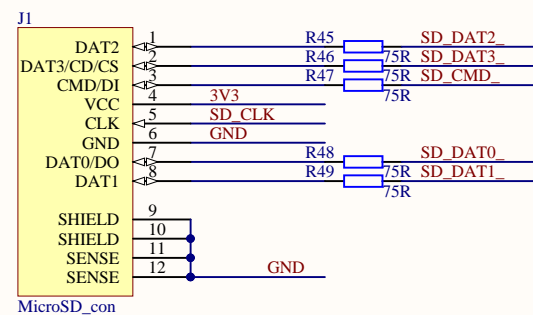 J1
DAT2 1 R45 SD_DAT2_
DAT3/CD/CS 2 R46 75R SD_DAT3_
CMD/DI 3 R47 75R SD_CMD_
VCC 4 3V3 75R
CLK 5 SD_CLK
GND 6 GND
DAT0/DO 7 R48 SD_DAT0_
DAT1 8 R49 75R SD_DAT1_
75R
SHIELD 9
SHIELD 10
SENSE 11
SENSE 12 GND
MicroSD_con